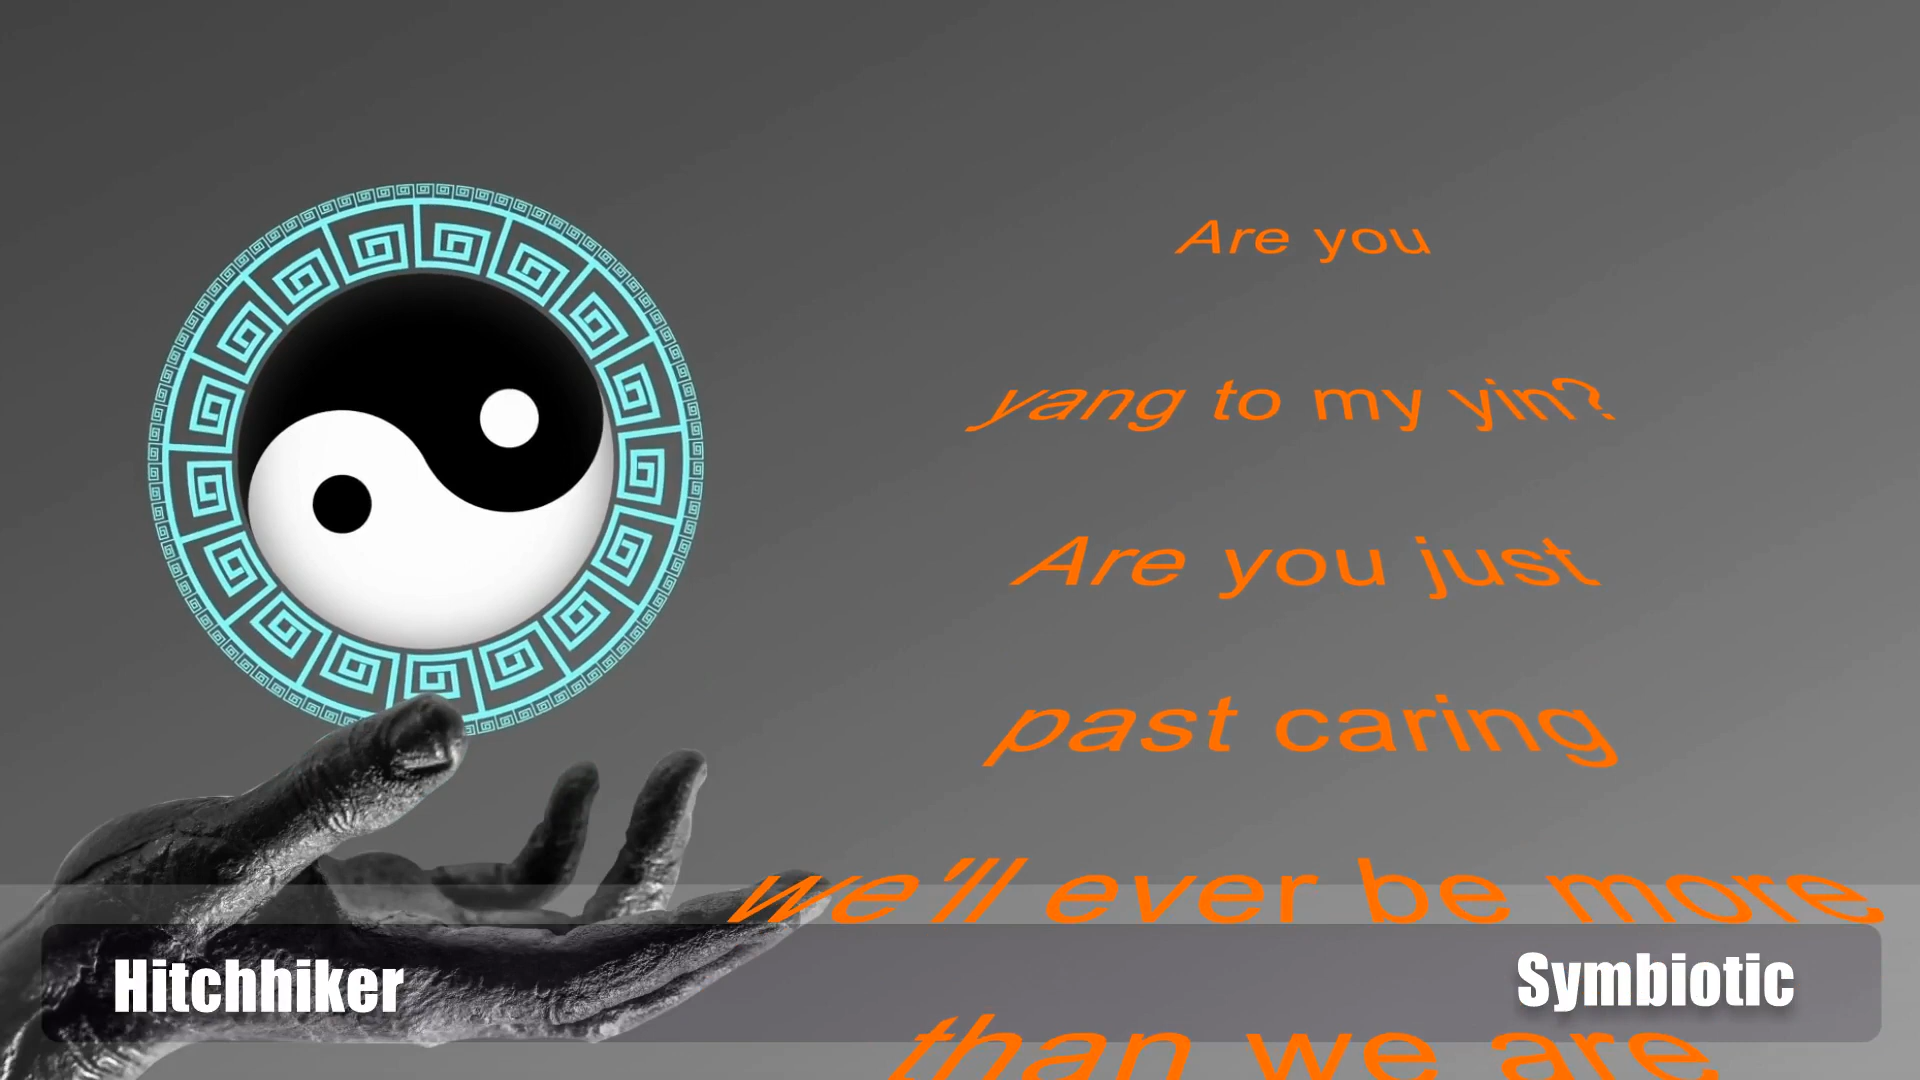 Are you
yang to my yin?
Are you just
past caring
we'll ever be more
than we are
Hitchhiker
Symbiotic